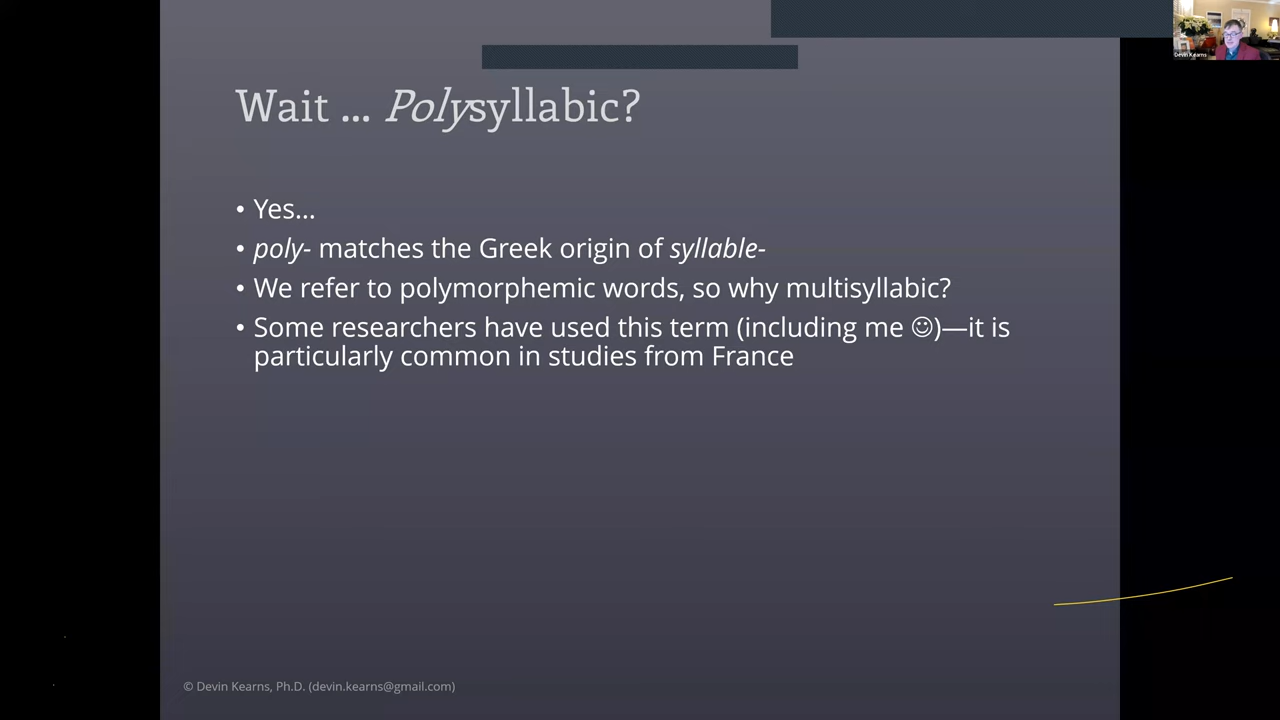 Devin Kearns
Wait ... Polysyllabic?
• Yes...
• poly- matches the Greek origin of syllable-
• We refer to polymorphemic words, so why multisyllabic?
• Some researchers have used this term (including me ☺)—it is
particularly common in studies from France
© Devin Kearns, Ph.D. (devin.kearns@gmail.com)